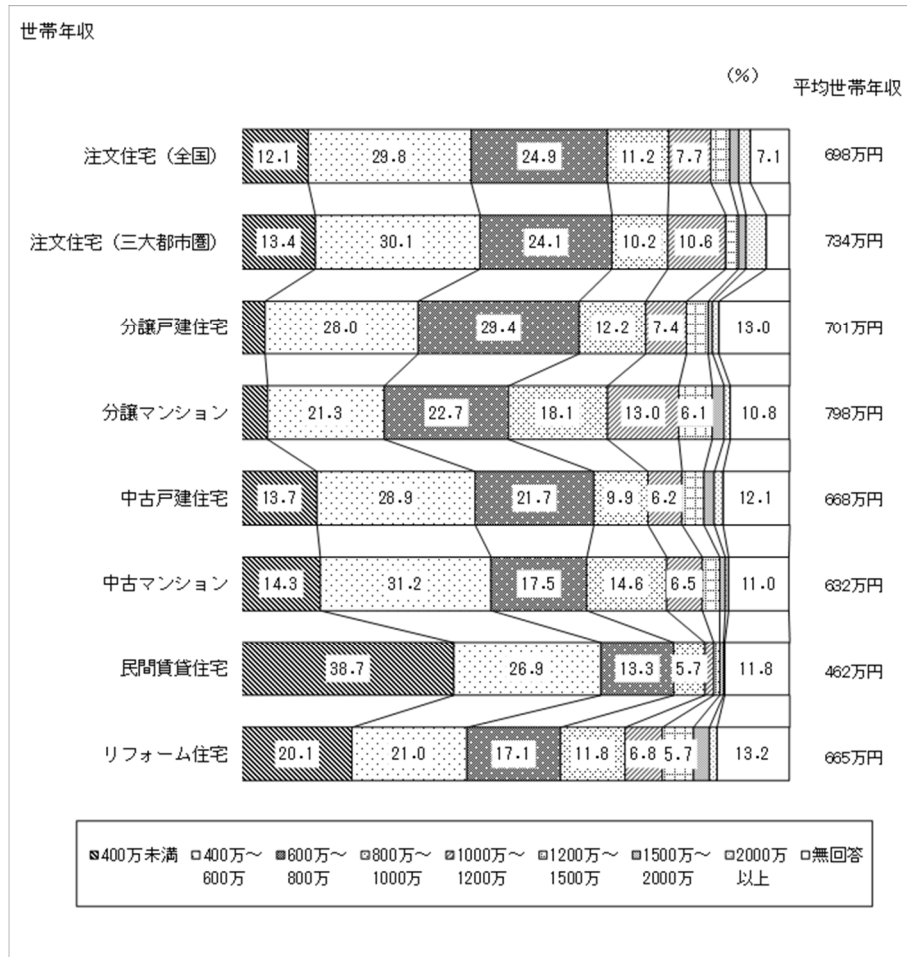 世帯年収
(%)
平均世帯年収
注文住宅(全国) 12.1 29.8 24.9 11.2 7.7 7.1 698万円
注文住宅(三大都市圏) 13.4 30.1 24.1 10.2 10.6 734万円
分譲戸建住宅 28.0 29.4 12.2 7.4 13.0 701万円
分譲マンション 21.3 22.7 18.1 13.0 6.1 10.8 798万円
中古戸建住宅 13.7 28.9 21.7 9.9 6.2 12.1 668万円
中古マンション 14.3 31.2 17.5 14.6 6.5 11.0 632万円
民間賃貸住宅 38.7 26.9 13.3 5.7 11.8 462万円
リフォーム住宅 20.1 21.0 17.1 11.8 6.8 5.7 13.2 665万円
400万未満 400万～ 600万～ 800万～ 1000万～ 1200万～ 1500万～ 2000万 無回答
600万 800万 1000万 1200万 1500万 2000万 以上